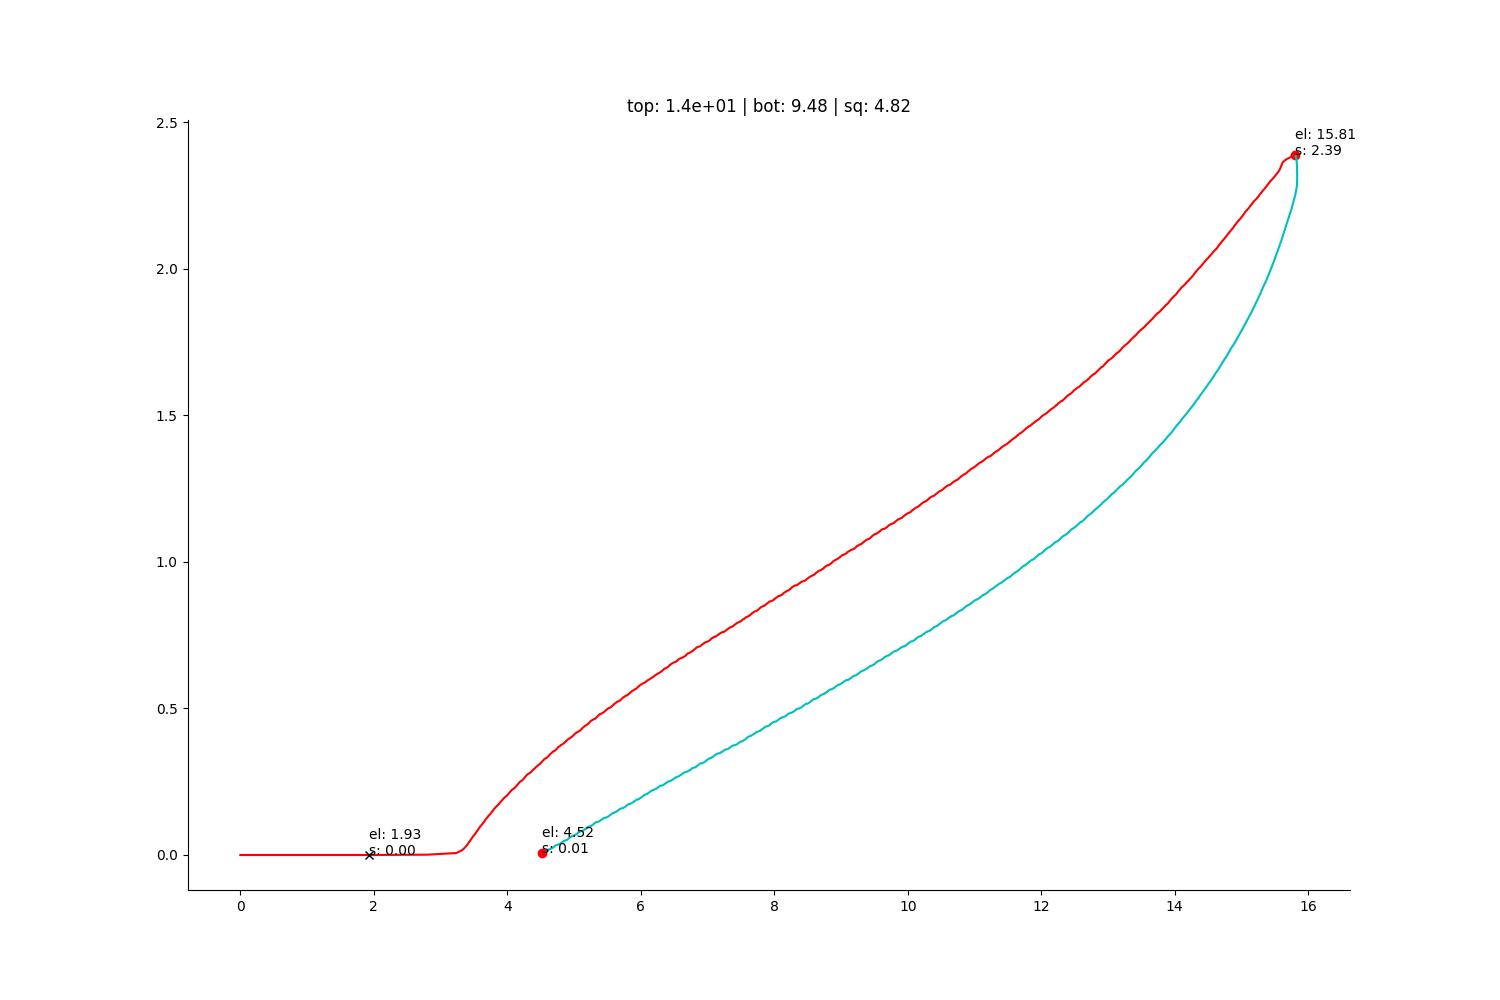 top: 1.4e+01 | bot: 9.48 | sq: 4.82
2.5
el: 15.81
s: 2.39
2.0
1.5
1.0
0.5
el: 1.93
s: 0.00
el: 4.52
s: 0.01
0.0
0 2 4 6 8 10 12 14 16